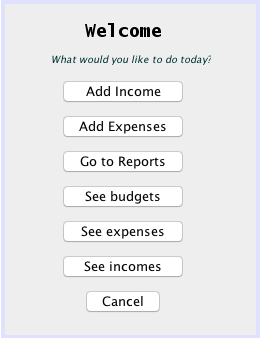 Welcome
What would you like to do today?
Add Income
Add Expenses
Go to Reports
See budgets
See expenses
See incomes
Cancel